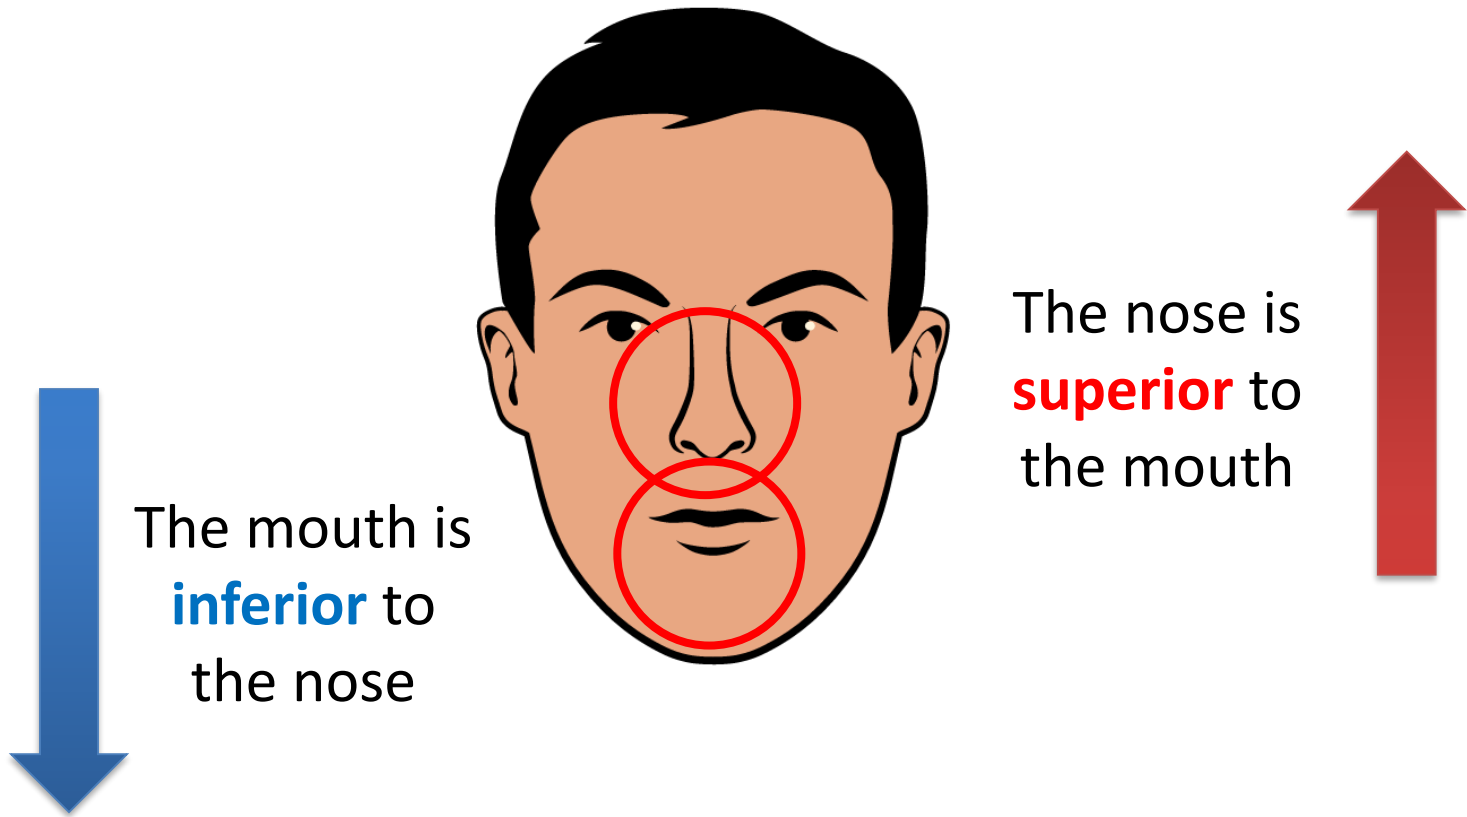 The mouth is
inferior to
the nose
The nose is
superior to
the mouth